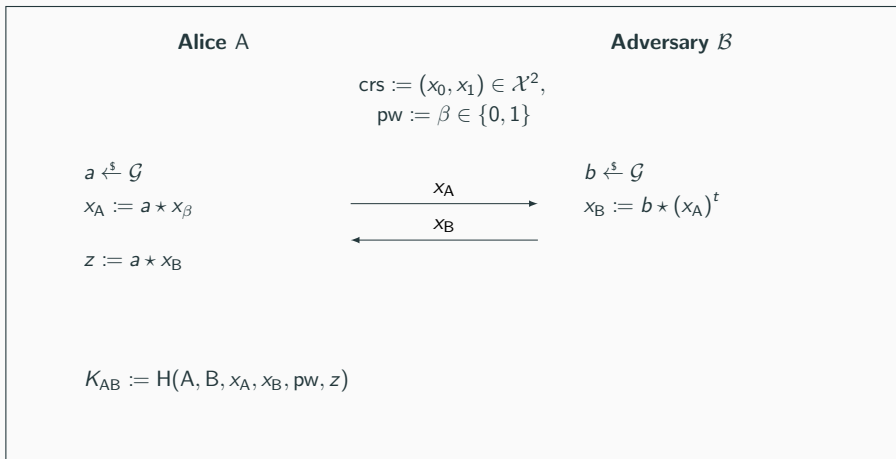 Alice A
Adversary ℬ
crs := (x₀, x₁) ∈ 𝒳²,
pw := β ∈ {0, 1}
a ←$ 𝒢
b ←$ 𝒢
x_A
x_A := a ⋆ x_β
x_B := b ⋆ (x_A)^t
x_B
z := a ⋆ x_B
K_AB := H(A, B, x_A, x_B, pw, z)